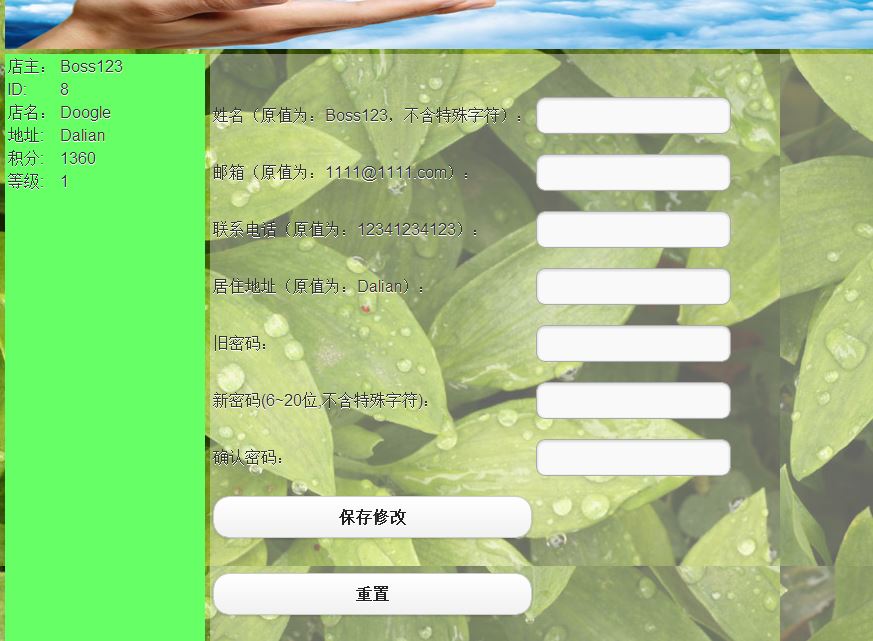 店主： Boss123
ID: 8
店名： Doogle
地址: Dalian
积分: 1360
等级: 1
姓名（原值为：Boss123，不含特殊字符）：
邮箱（原值为：1111@1111.com）：
联系电话（原值为：12341234123）：
居住地址（原值为：Dalian）：
旧密码：
新密码(6~20位,不含特殊字符)：
确认密码：
保存修改
重置